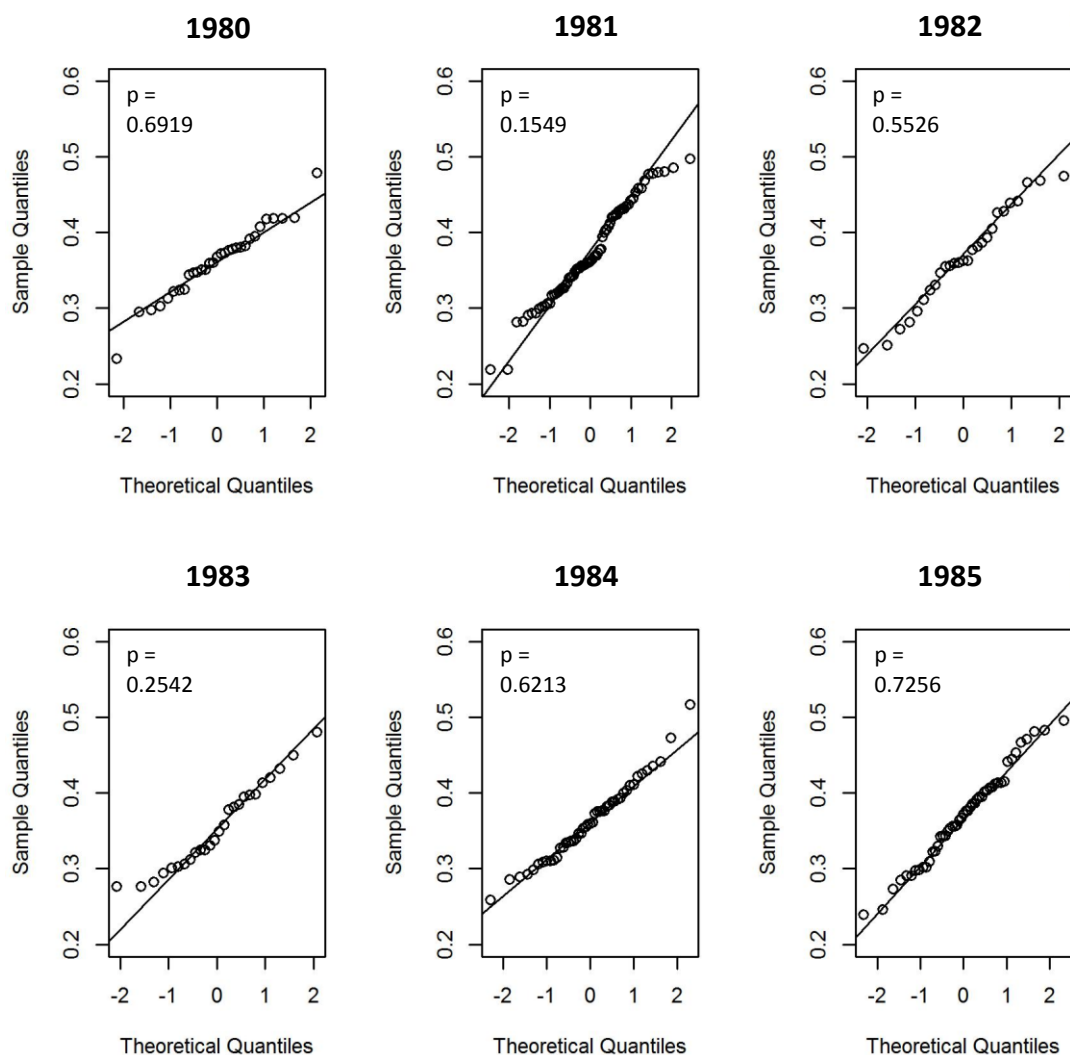 1980
0.6
0.5
0.4
0.3
0.2
Sample Quantiles
p =
0.6919
-2 -1 0 1 2
Theoretical Quantiles
1981
0.6
0.5
0.4
0.3
0.2
Sample Quantiles
p =
0.1549
-2 -1 0 1 2
Theoretical Quantiles
1982
0.6
0.5
0.4
0.3
0.2
Sample Quantiles
p =
0.5526
-2 -1 0 1 2
Theoretical Quantiles
1983
0.6
0.5
0.4
0.3
0.2
Sample Quantiles
p =
0.2542
-2 -1 0 1 2
Theoretical Quantiles
1984
0.6
0.5
0.4
0.3
0.2
Sample Quantiles
p =
0.6213
-2 -1 0 1 2
Theoretical Quantiles
1985
0.6
0.5
0.4
0.3
0.2
Sample Quantiles
p =
0.7256
-2 -1 0 1 2
Theoretical Quantiles